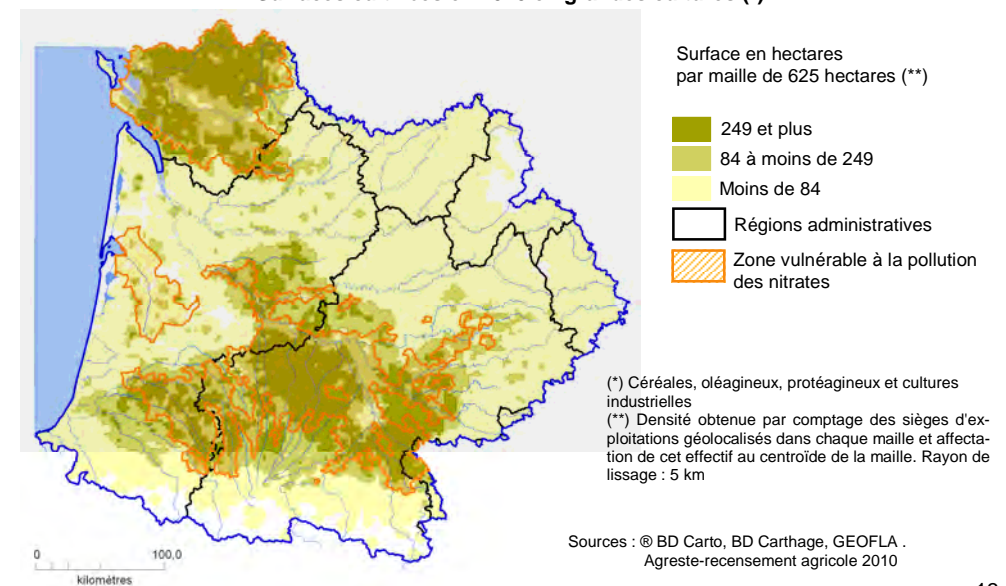 Surface en hectares
par maille de 625 hectares (**)
249 et plus
84 à moins de 249
Moins de 84
Régions administratives
Zone vulnérable à la pollution
des nitrates
(*) Céréales, oléagineux, protéagineux et cultures
industrielles
(**) Densité obtenue par comptage des sièges d'ex-
ploitations géolocalisés dans chaque maille et affecta-
tion de cet effectif au centroïde de la maille. Rayon de
lissage : 5 km
Sources : ® BD Carto, BD Carthage, GEOFLA .
Agreste-recensement agricole 2010
0 100,0
kilomètres